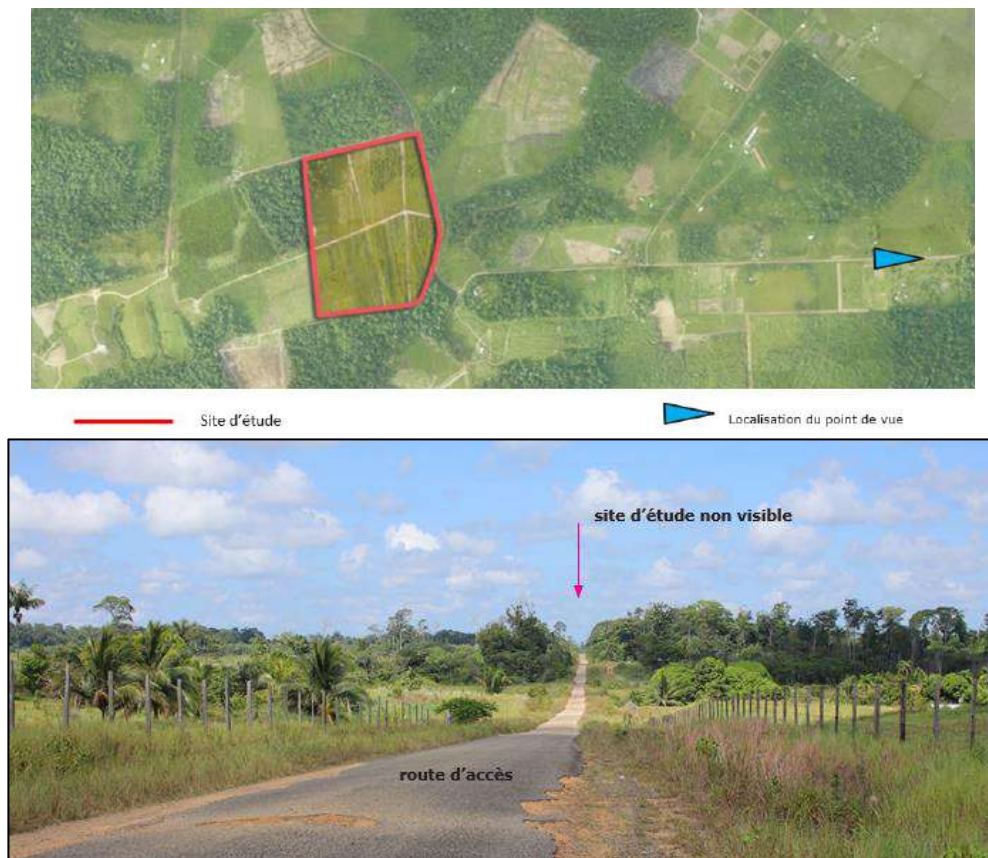 Site d'étude
Localisation du point de vue
site d'étude non visible
route d'accès